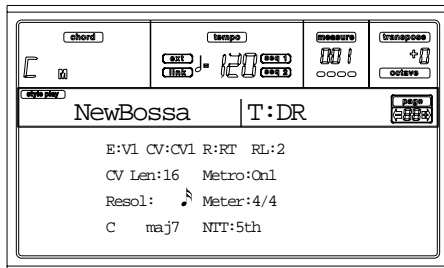 chord tempo measure transpose
C M ext link ♩= 120 seq 1 seq 2 001 +0 octave
style play page
NewBossa T:DR
E:V1 CV:CV1 R:RT RL:2
CV Len:16 Metro:On1
Resol: Meter:4/4
C maj7 NTT:5th